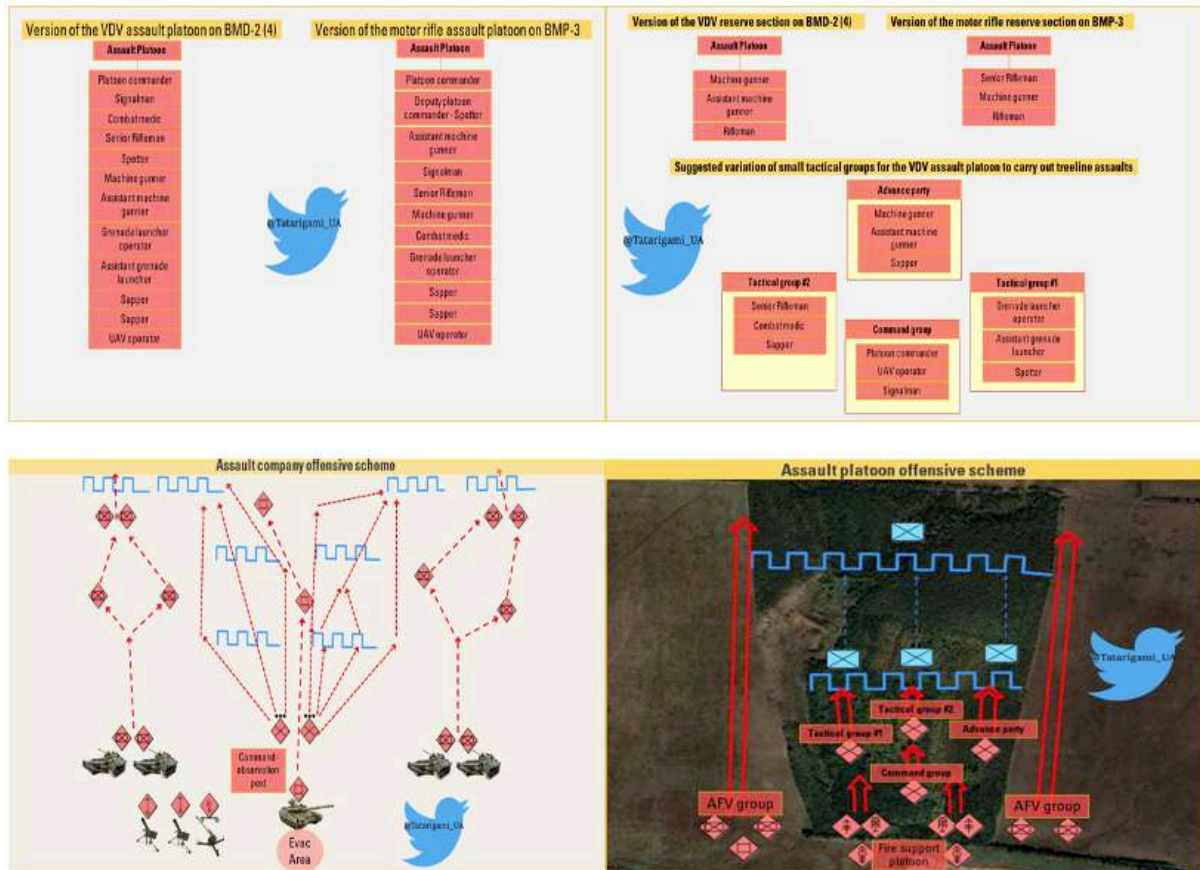 Version of the VDV assault platoon on BMD-2 (4)
Assault Platoon
Platoon commander
Signalman
Combat medic
Senior Rifleman
Spotter
Machine gunner
Assistant machine
gunner
Grenade launcher
operator
Assistant grenade
launcher
Sapper
Sapper
UAV operator
Version of the motor rifle assault platoon on BMP-3
Assault Platoon
Platoon commander
Deputy platoon
commander - Spotter
Assistant machine
gunner
Signalman
Senior Rifleman
Machine gunner
Combat medic
Grenade launcher
operator
Sapper
Sapper
UAV operator
@Tatarigami_UA
Version of the VDV reserve section on BMD-2 (4)
Assault Platoon
Machine gunner
Assistant machine
gunner
Rifleman
Version of the motor rifle reserve section on BMP-3
Assault Platoon
Senior Rifleman
Machine gunner
Rifleman
Suggested variation of small tactical groups for the VDV assault platoon to carry out treeline assaults
@Tatarigami_UA
Advance party
Machine gunner
Assistant machine
gunner
Sapper
Tactical group #2
Senior Rifleman
Combat medic
Sapper
Command group
Platoon commander
UAV operator
Signalman
Tactical group #1
Grenade launcher
operator
Assistant grenade
launcher
Spotter
Assault company offensive scheme
Command-
observation
post
Evac
Area
@Tatarigami_UA
Assault platoon offensive scheme
@Tatarigami_UA
Tactical group #2
Tactical group #1
Advance party
Command group
AFV group
AFV group
Fire support
platoon